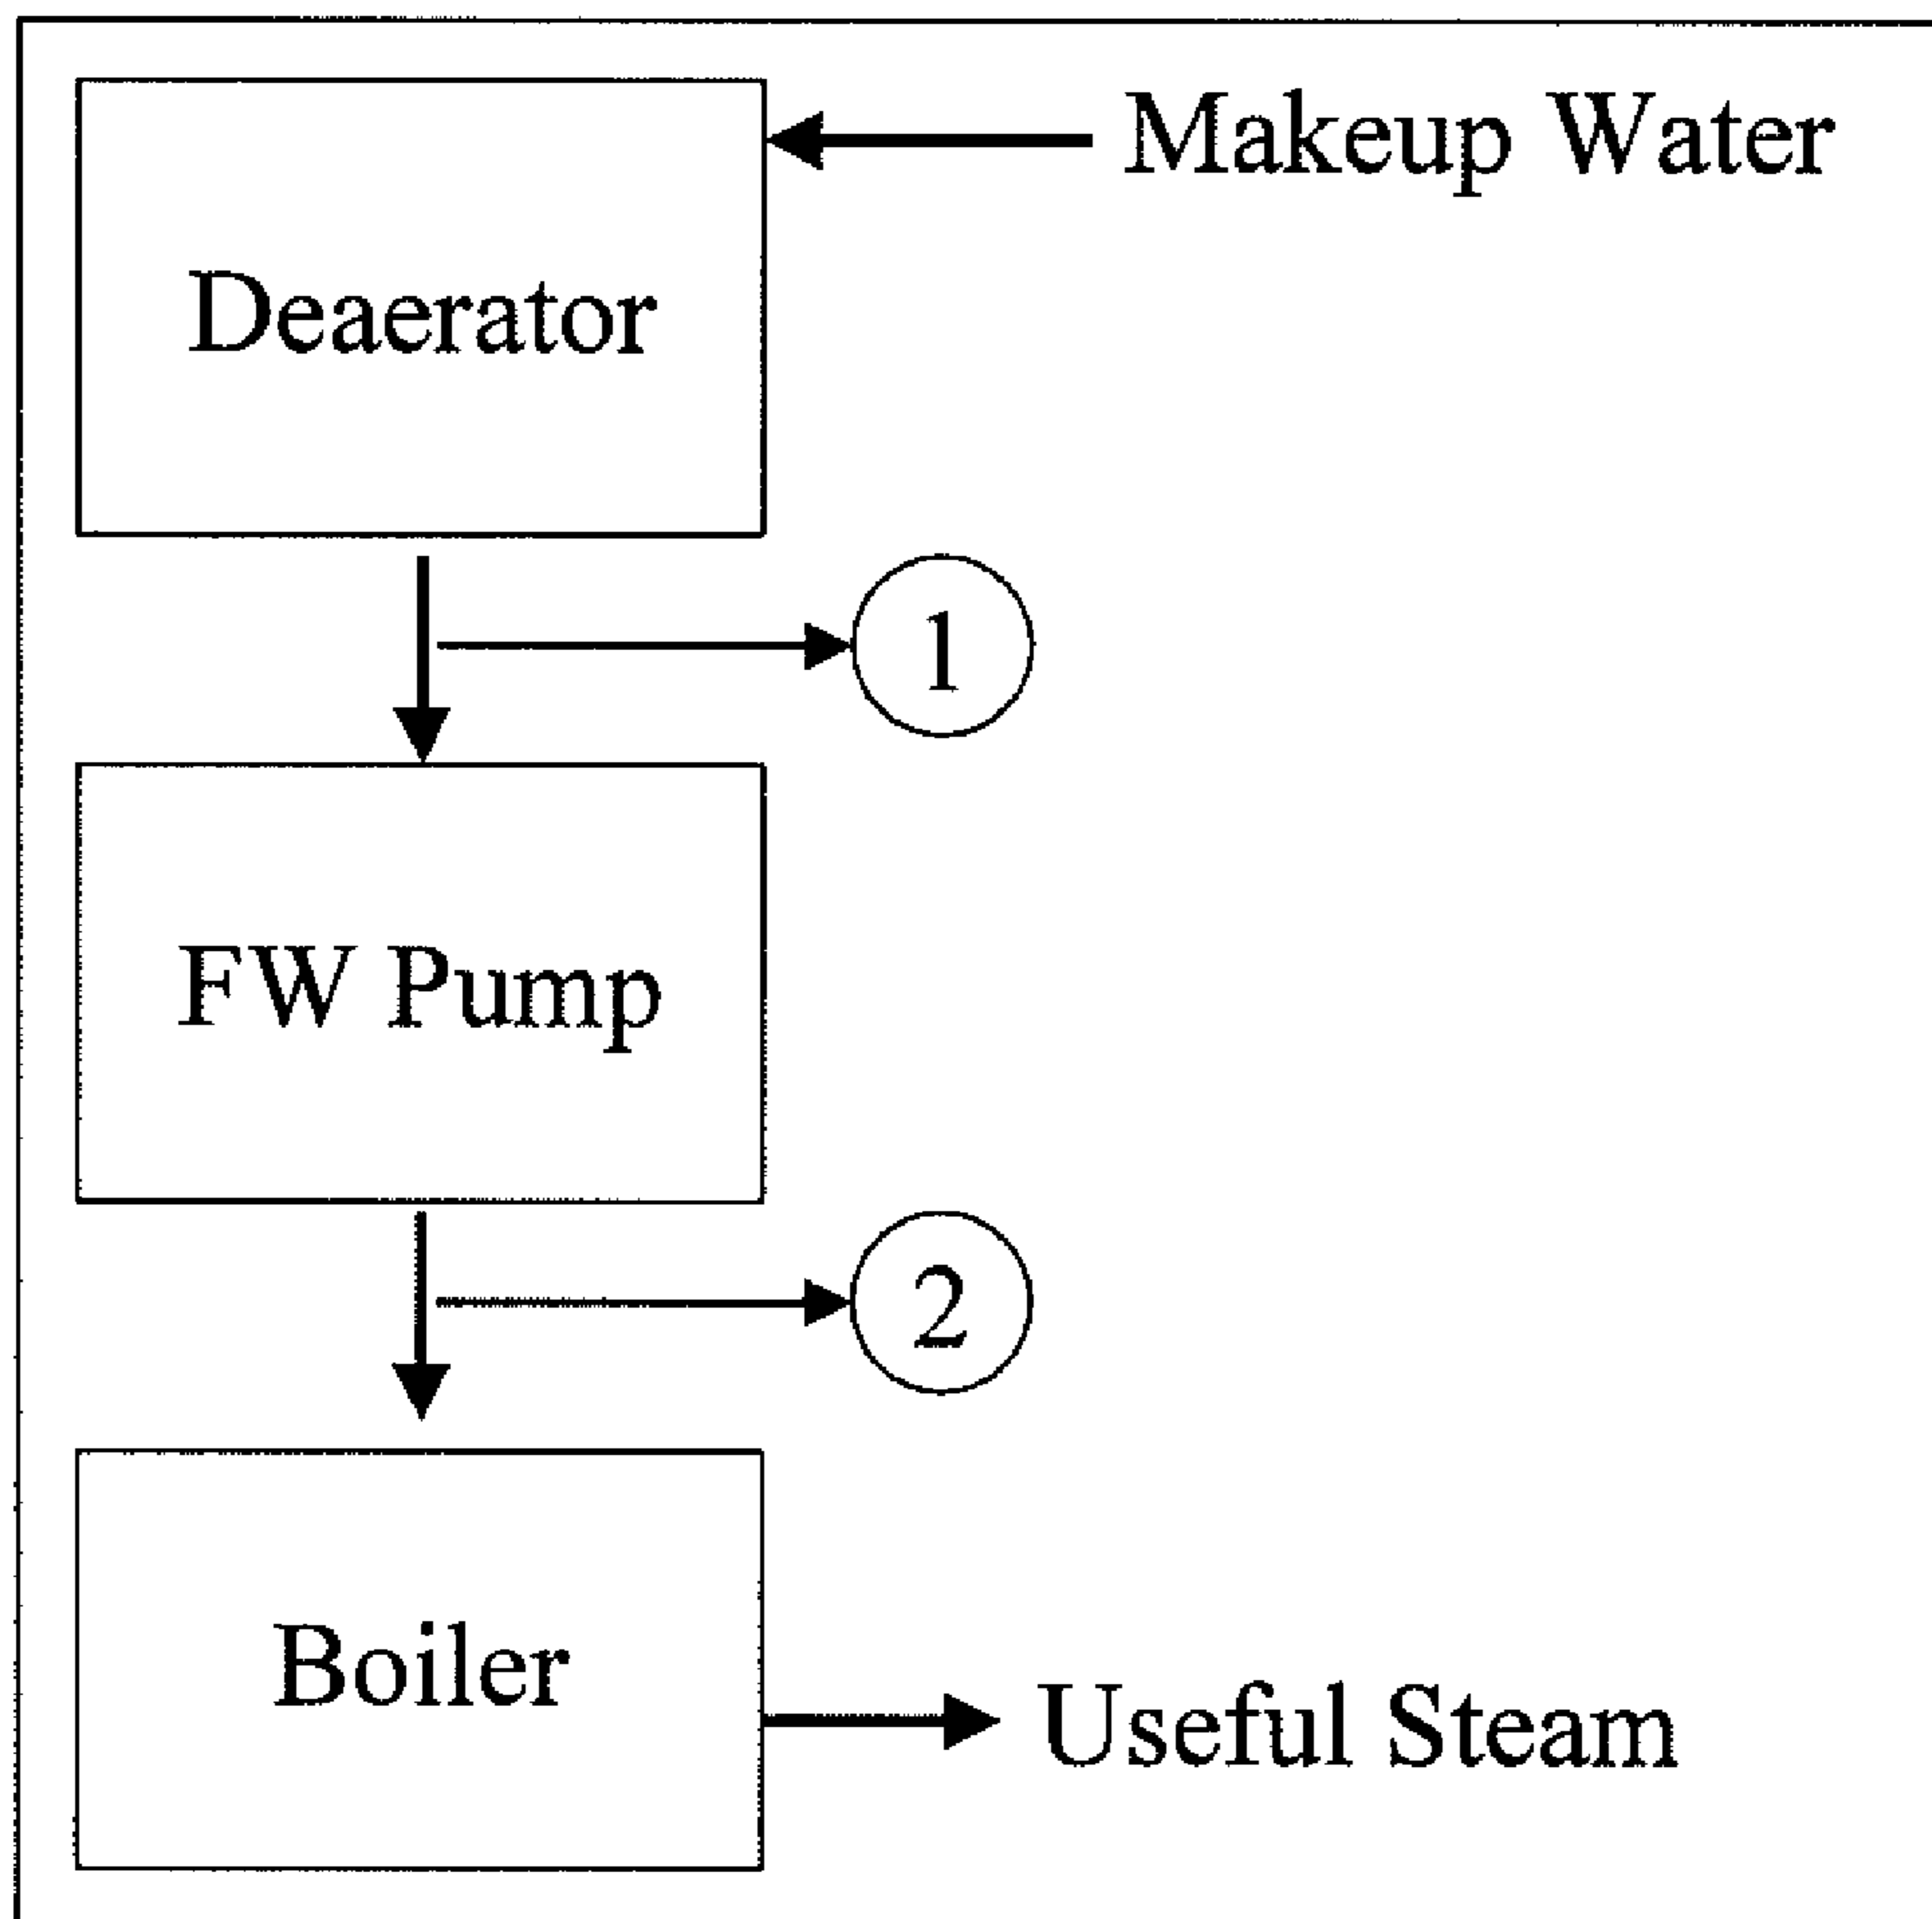 Makeup Water
Deaerator
1
FW Pump
2
Boiler
Useful Steam